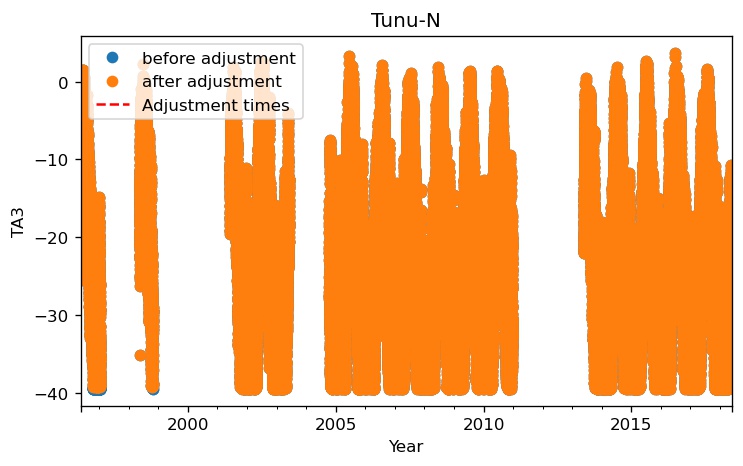 Tunu-N
before adjustment
after adjustment
Adjustment times
0
−10
−20
−30
−40
TA3
2000
2005
2010
2015
Year